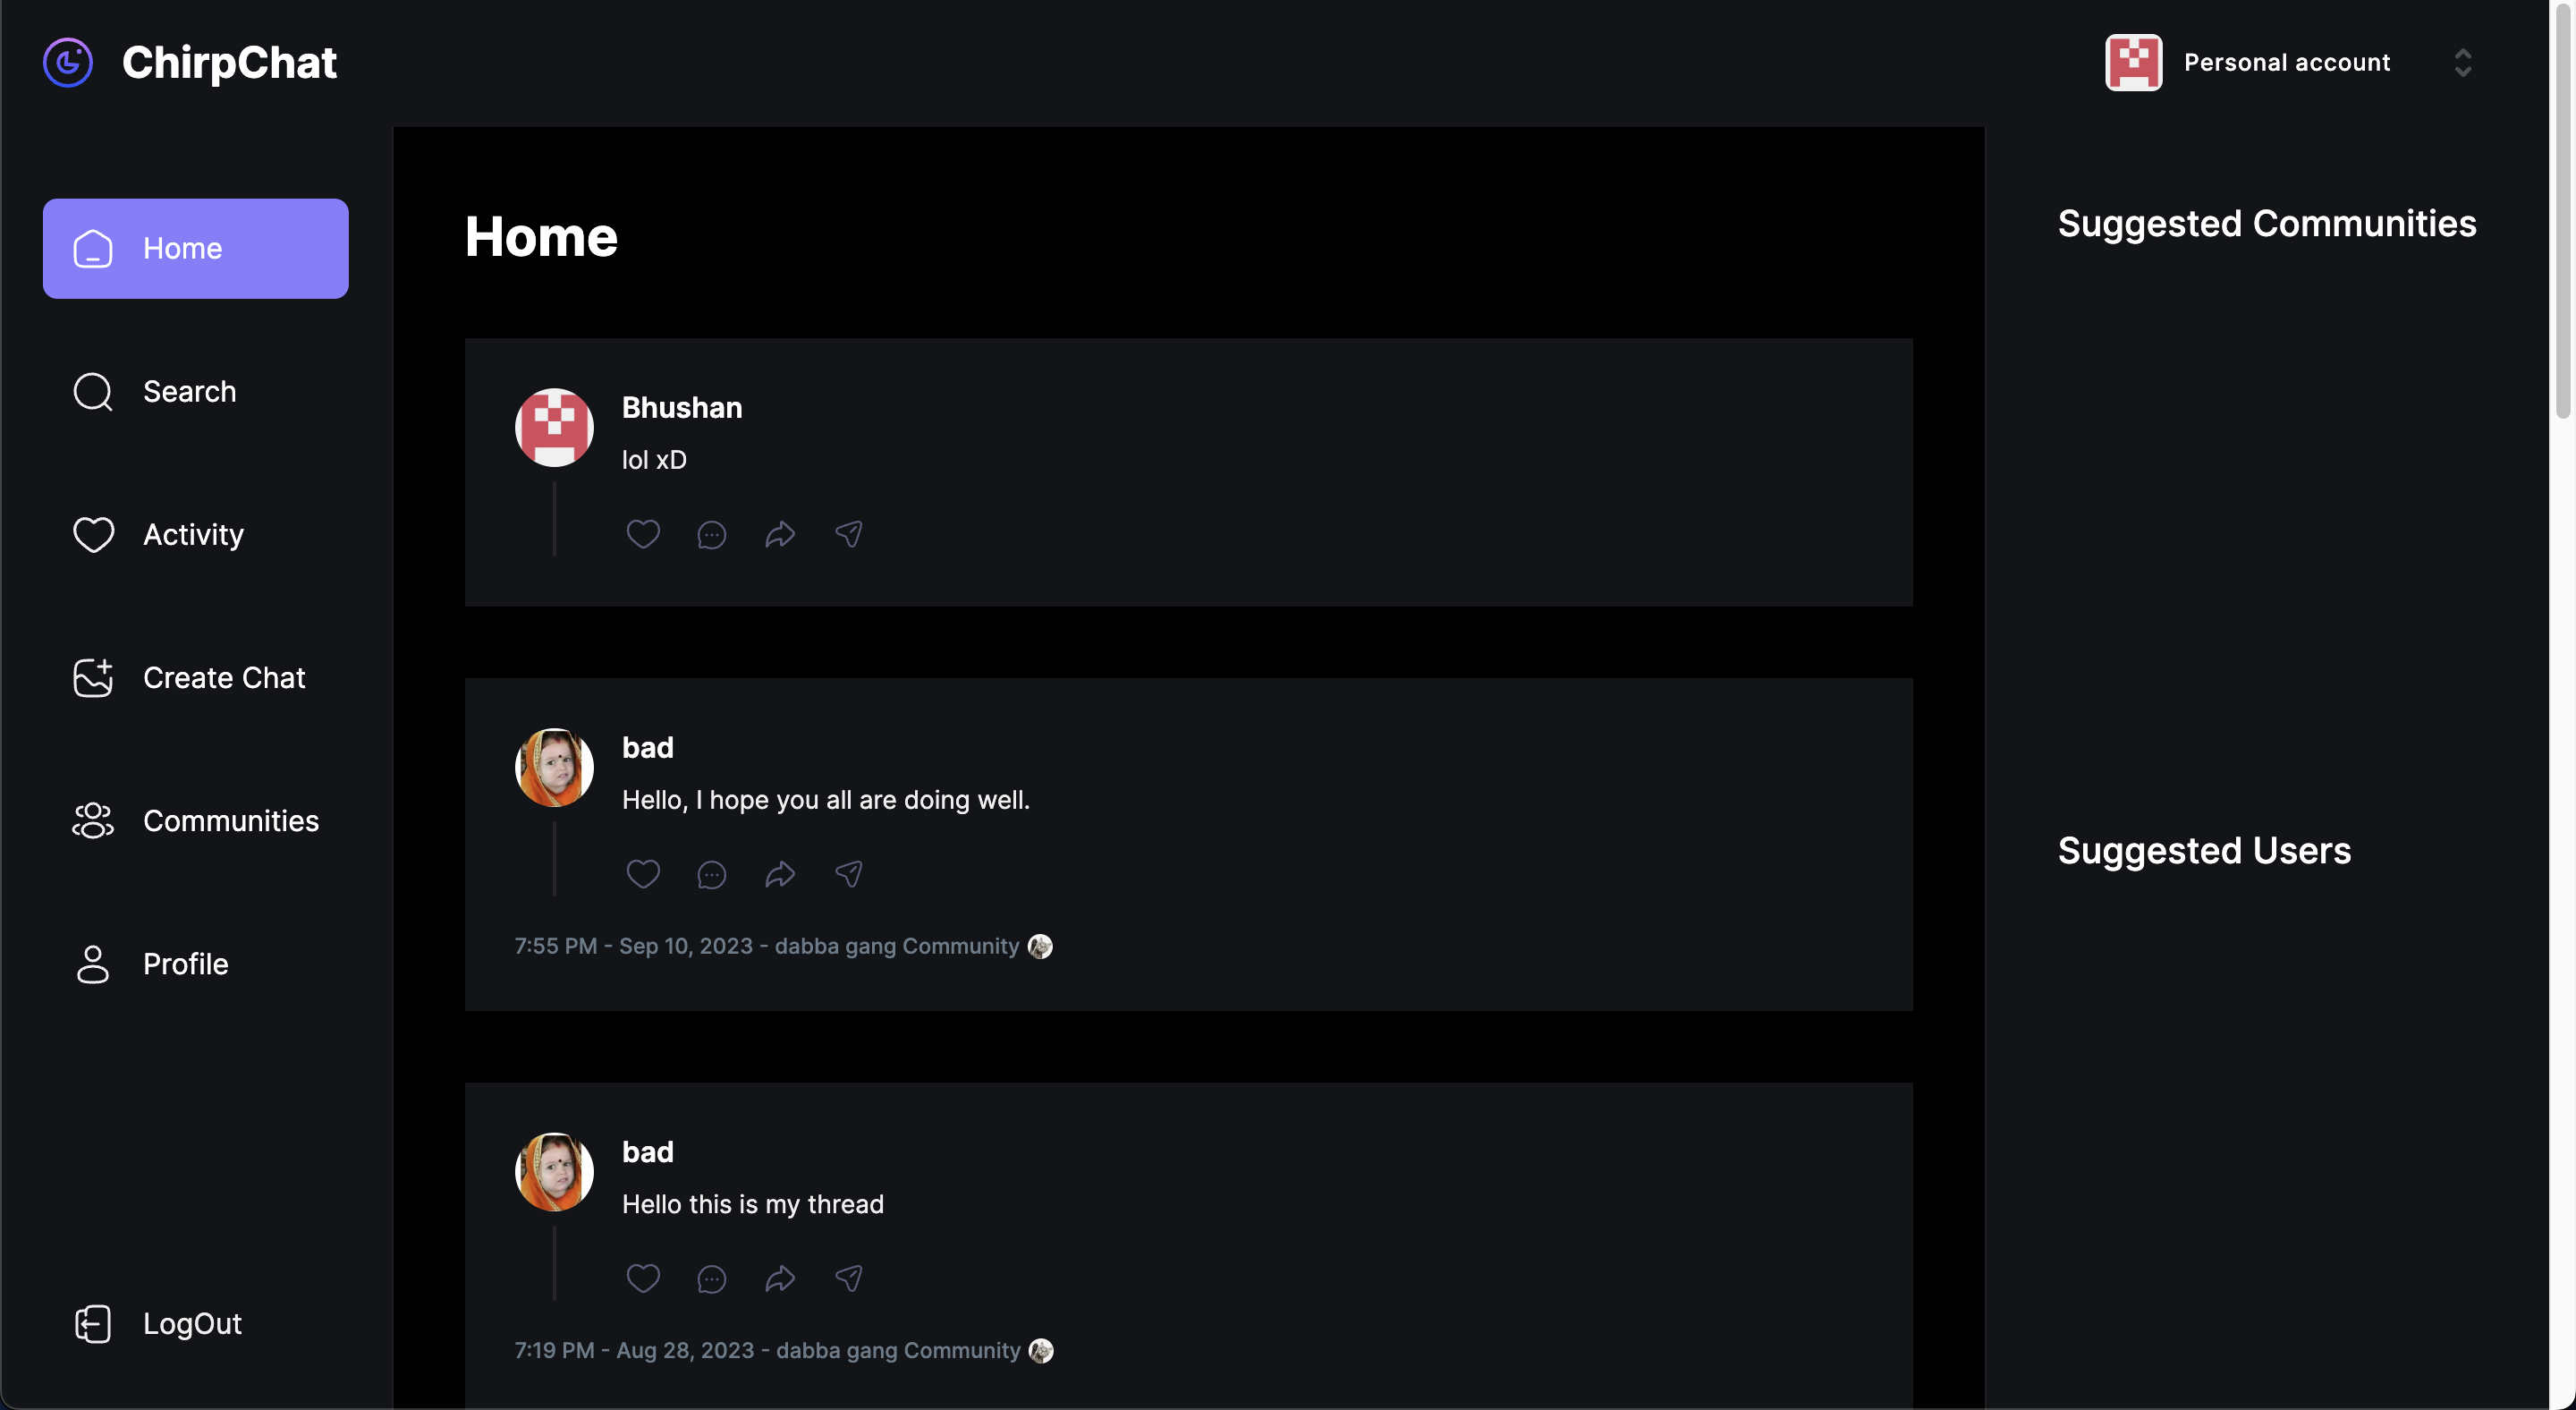 ChirpChat
Personal account
Home
Search
Activity
Create Chat
Communities
Profile
LogOut
Home
Bhushan
lol xD
bad
Hello, I hope you all are doing well.
7:55 PM - Sep 10, 2023 - dabba gang Community
bad
Hello this is my thread
7:19 PM - Aug 28, 2023 - dabba gang Community
Suggested Communities
Suggested Users